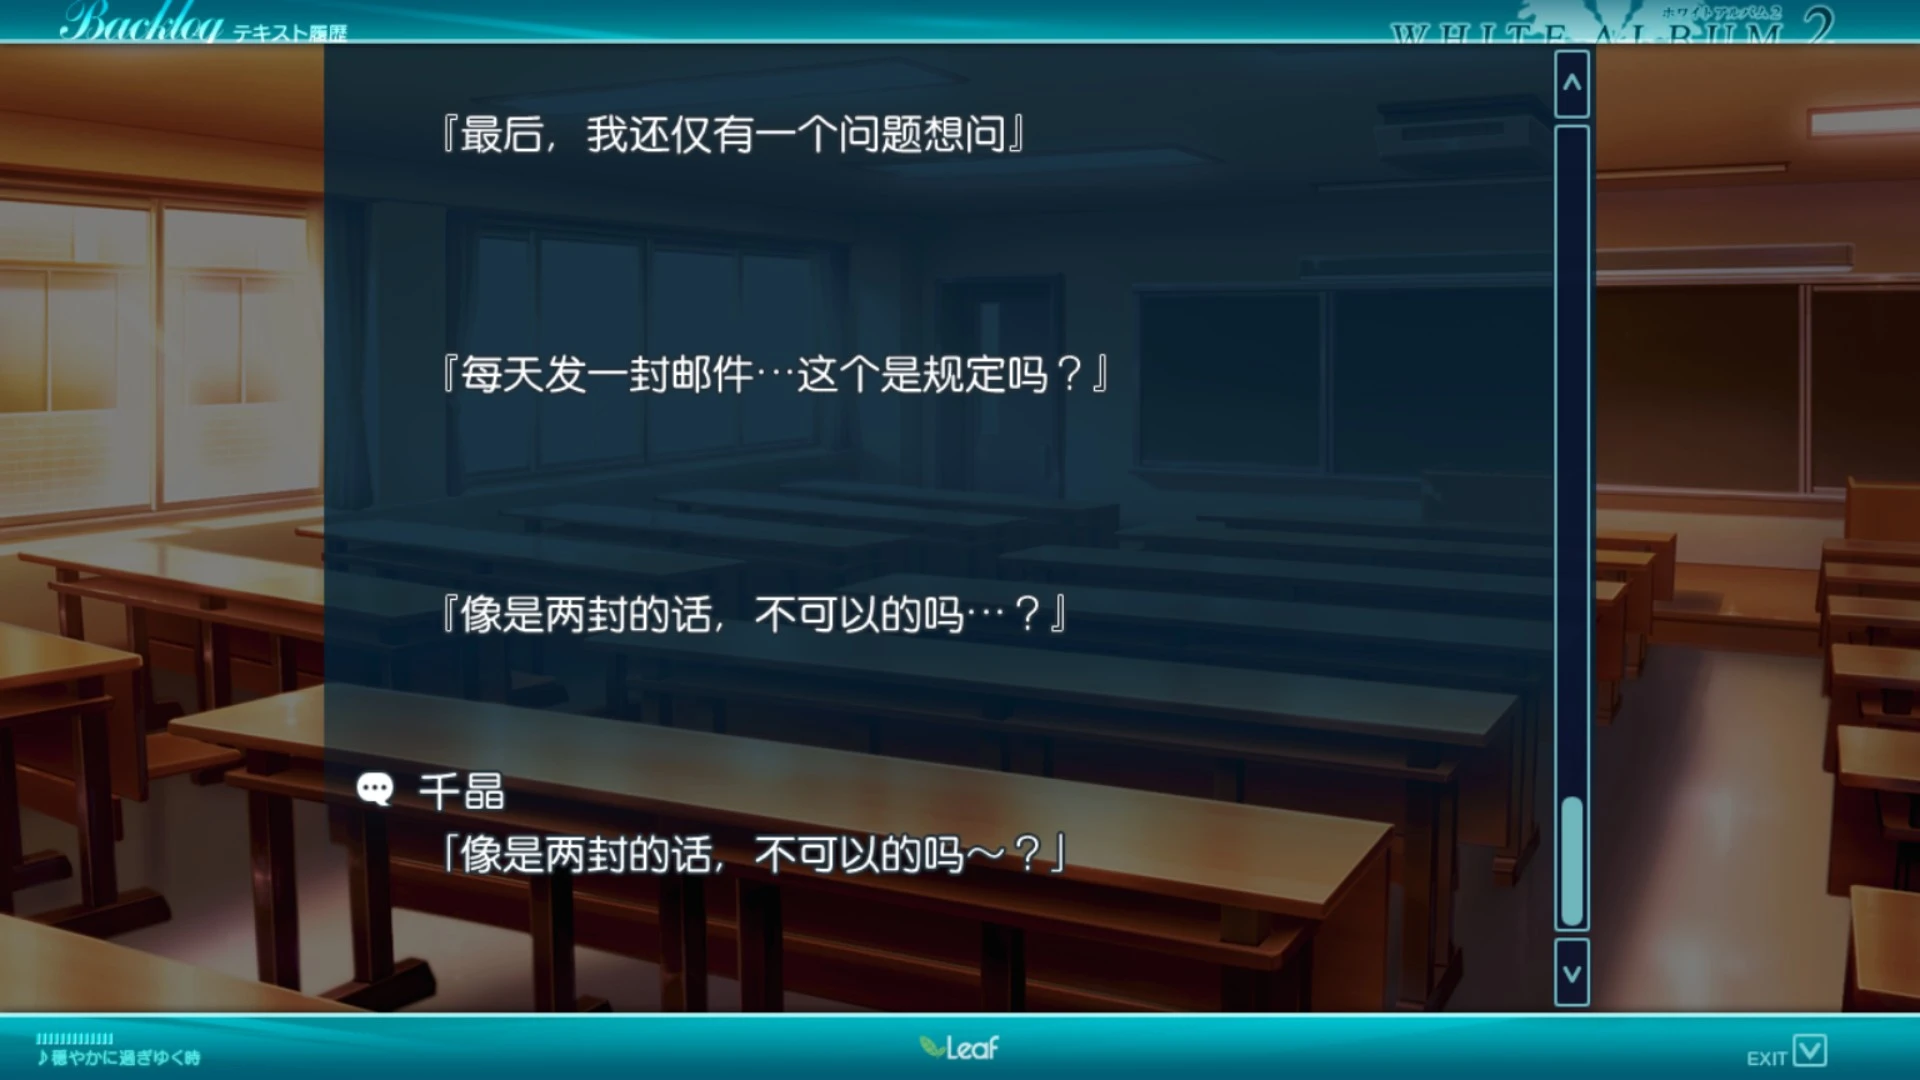 Backlog テキスト履歴
ホワイトアルバム2
WHITE ALBUM 2
『最后，我还仅有一个问题想问』
『每天发一封邮件…这个是规定吗？』
『像是两封的话，不可以的吗…？』
千晶
「像是两封的话，不可以的吗～？」
♪穏やかに過ぎゆく時
Leaf
EXIT